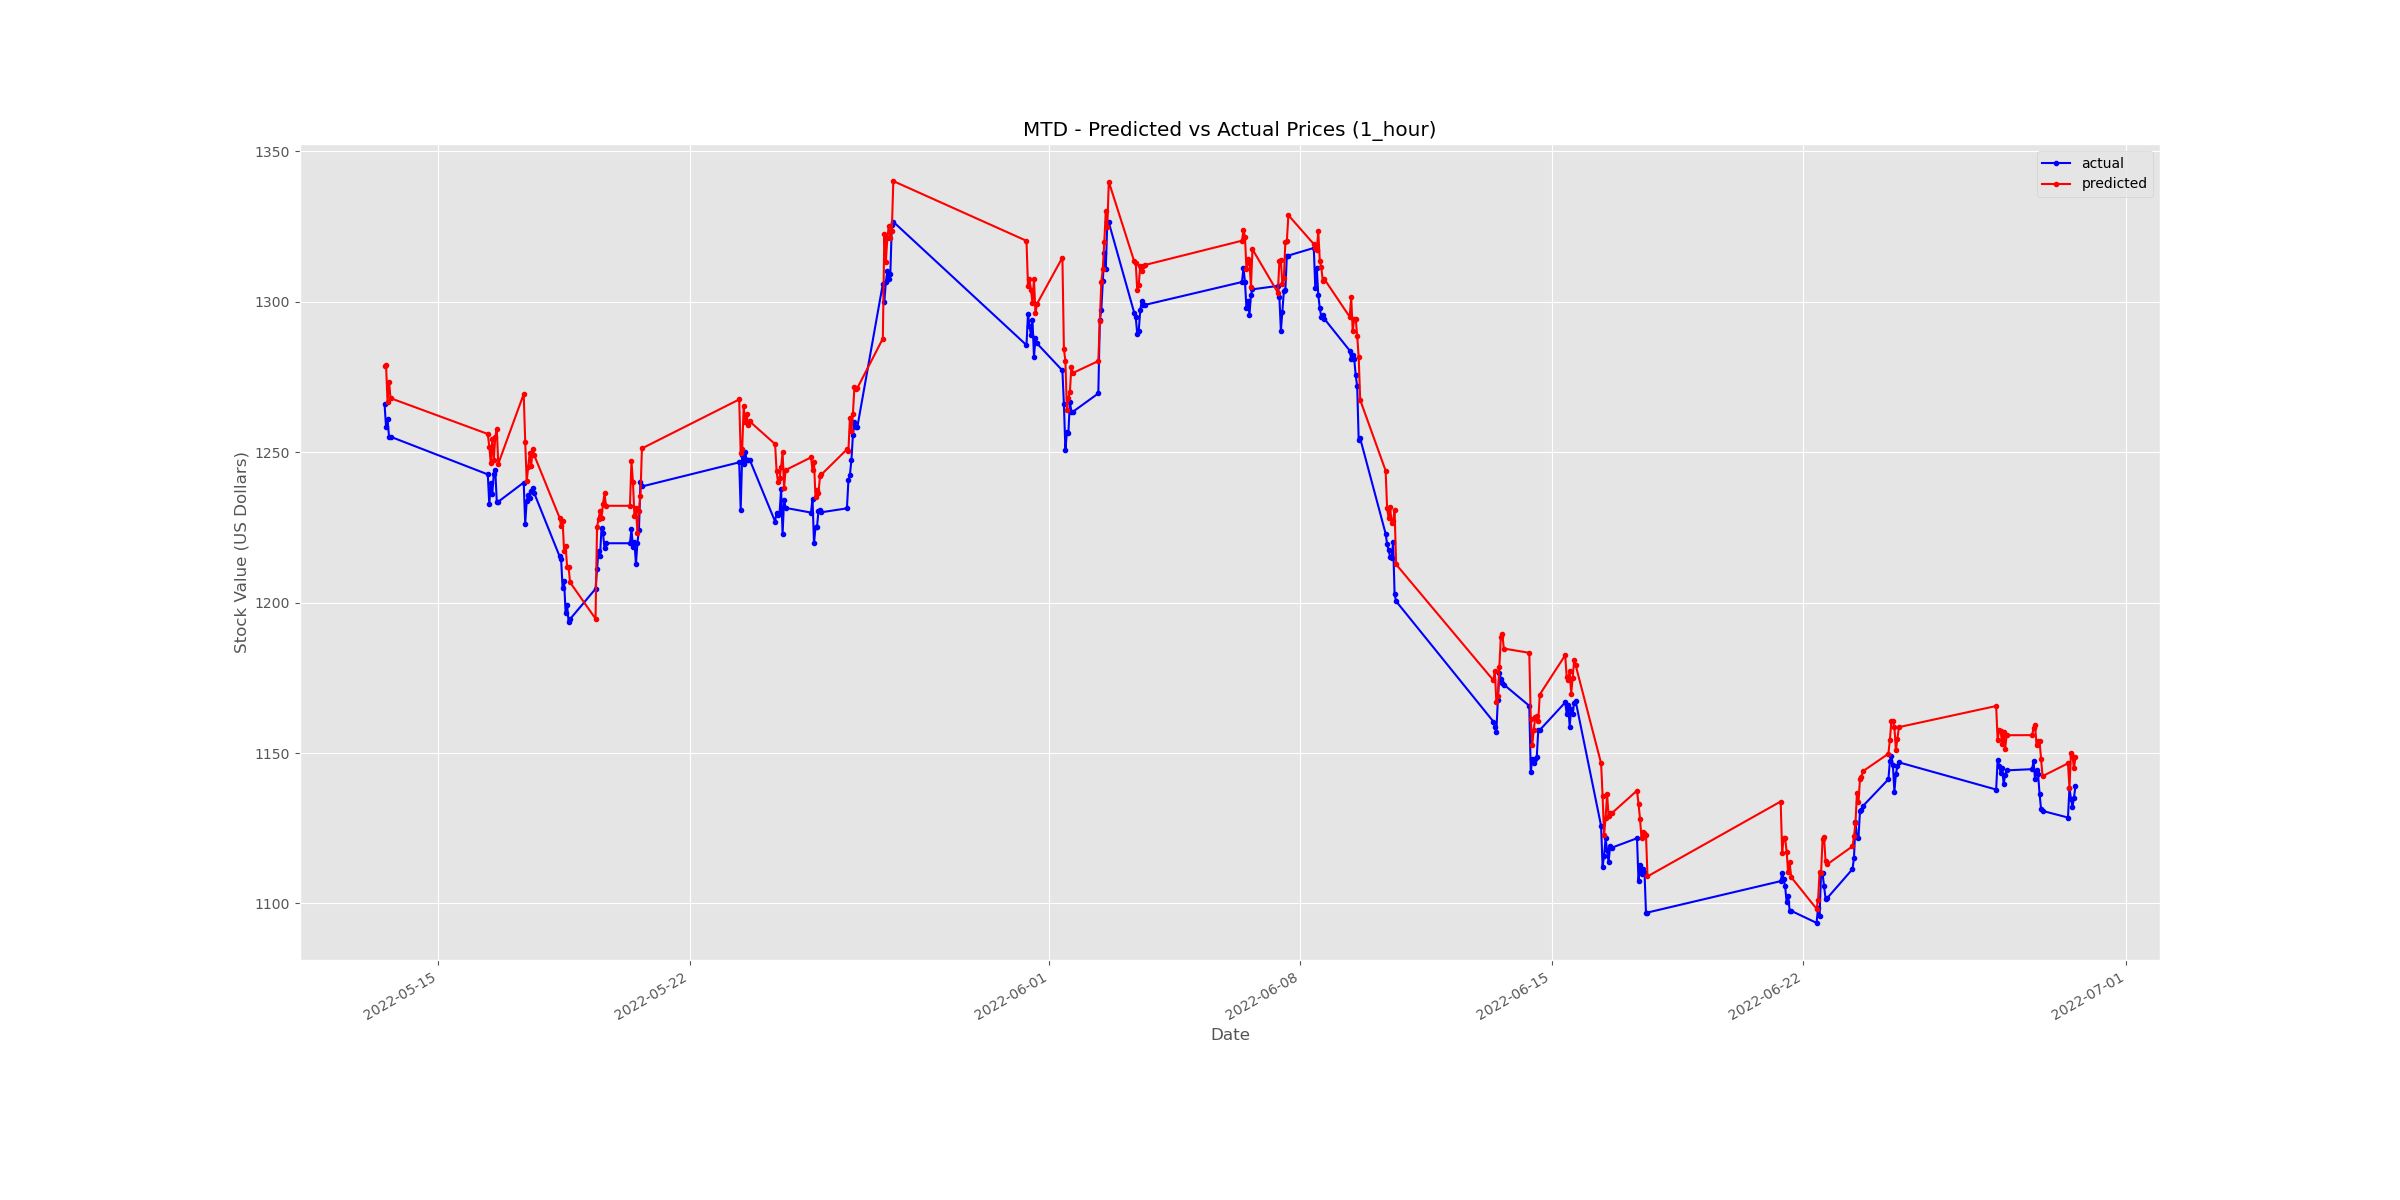 MTD - Predicted vs Actual Prices (1_hour)
actual
predicted
1350
1300
1250
1200
1150
1100
Stock Value (US Dollars)
2022-05-15
2022-05-22
2022-06-01
2022-06-08
2022-06-15
2022-06-22
2022-07-01
Date